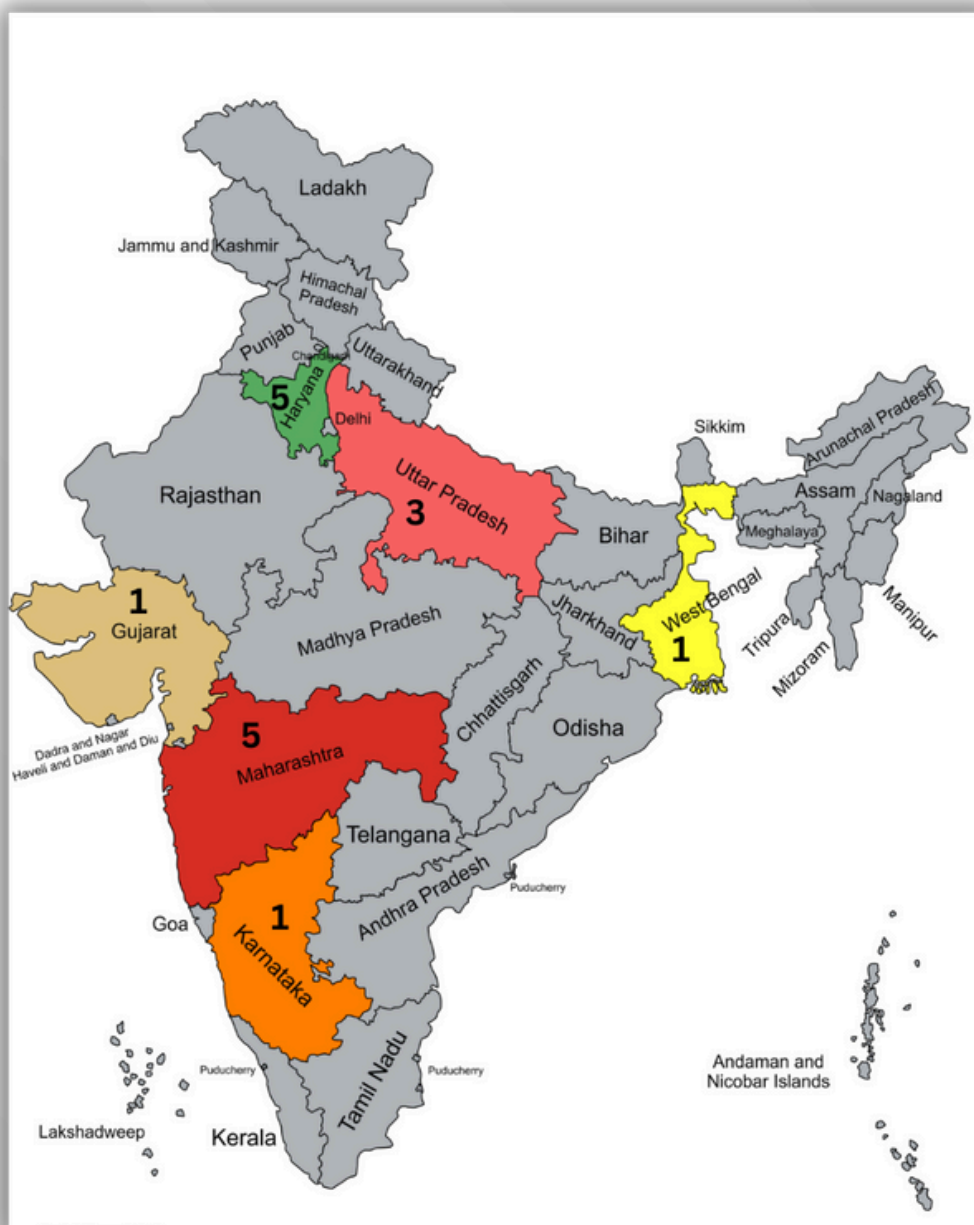 Ladakh
Jammu and Kashmir
Himachal
Pradesh
Punjab
Chandigarh
Uttarakhand
5
Haryana
Delhi
Arunachal Pradesh
Sikkim
Uttar Pradesh
3
Rajasthan
Assam
Nagaland
Bihar
Meghalaya
1
Gujarat
Madhya Pradesh
Jharkhand
West Bengal
1
Tripura
Mizoram
Manipur
Chhattisgarh
Odisha
Dadra and Nagar
Haveli and Daman and Diu
5
Maharashtra
Telangana
Andhra Pradesh
Puducherry
Goa
1
Karnataka
Puducherry
Tamil Nadu
Puducherry
Andaman and
Nicobar Islands
Lakshadweep
Kerala